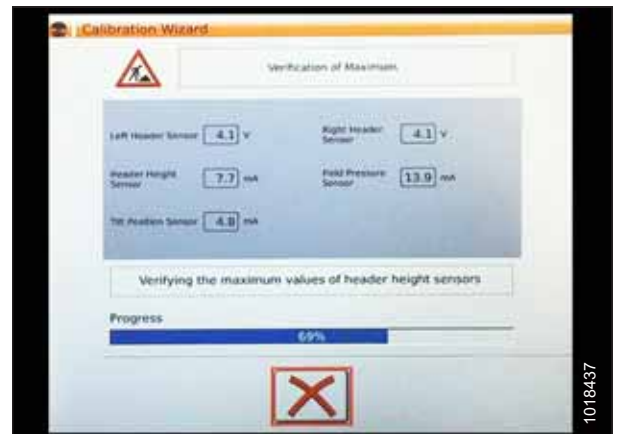 Calibration Wizard
Verification of Maximum
Left Header Sensor 4.1 V
Right Header
Sensor 4.1 V
Header Height
Sensor 7.7 mA
Field Pressure
Sensor 13.9 mA
Tilt Position Sensor 4.8 mA
Verifying the maximum values of header height sensors
Progress
69%
1018437